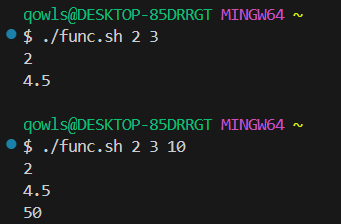 qowls@DESKTOP-85DRRGT MINGW64 ~
$ ./func.sh 2 3
2
4.5
qowls@DESKTOP-85DRRGT MINGW64 ~
$ ./func.sh 2 3 10
2
4.5
50